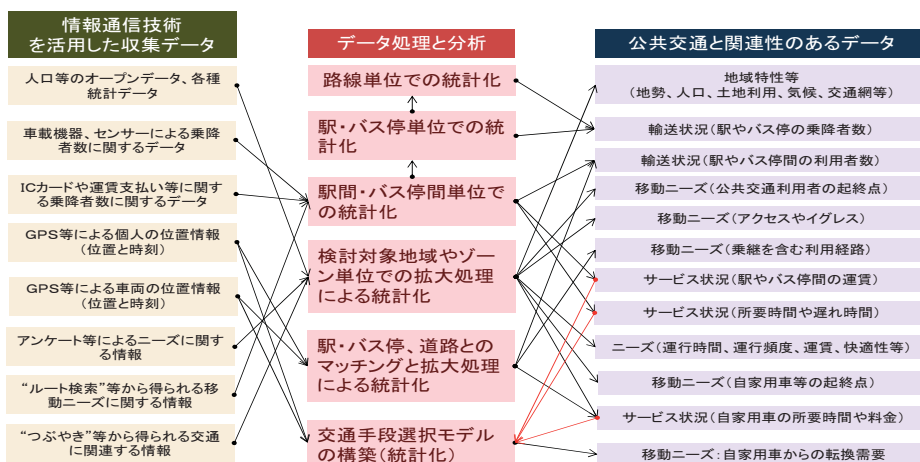 情報通信技術
を活用した収集データ
人口等のオープンデータ、各種
統計データ
車載機器、センサーによる乗降
者数に関するデータ
ICカードや運賃支払い等に関す
る乗降者数に関するデータ
GPS等による個人の位置情報
(位置と時刻)
GPS等による車両の位置情報
(位置と時刻)
アンケート等によるニーズに関す
る情報
“ルート検索”等から得られる移
動ニーズに関する情報
“つぶやき”等から得られる交通
に関連する情報
データ処理と分析
路線単位での統計化
駅・バス停単位での統
計化
駅間・バス停間単位で
の統計化
検討対象地域やゾー
ン単位での拡大処理
による統計化
駅・バス停、道路との
マッチングと拡大処理
による統計化
交通手段選択モデル
の構築(統計化)
公共交通と関連性のあるデータ
地域特性等
(地勢、人口、土地利用、気候、交通網等)
輸送状況(駅やバス停の乗降者数)
輸送状況(駅やバス停間の利用者数)
移動ニーズ(公共交通利用者の起終点)
移動ニーズ(アクセスやイグレス)
移動ニーズ(乗継を含む利用経路)
サービス状況(駅やバス停間の運賃)
サービス状況(所要時間や遅れ時間)
ニーズ(運行時間、運行頻度、運賃、快適性等)
移動ニーズ(自家用車等の起終点)
サービス状況(自家用車の所要時間や料金)
移動ニーズ:自家用車からの転換需要